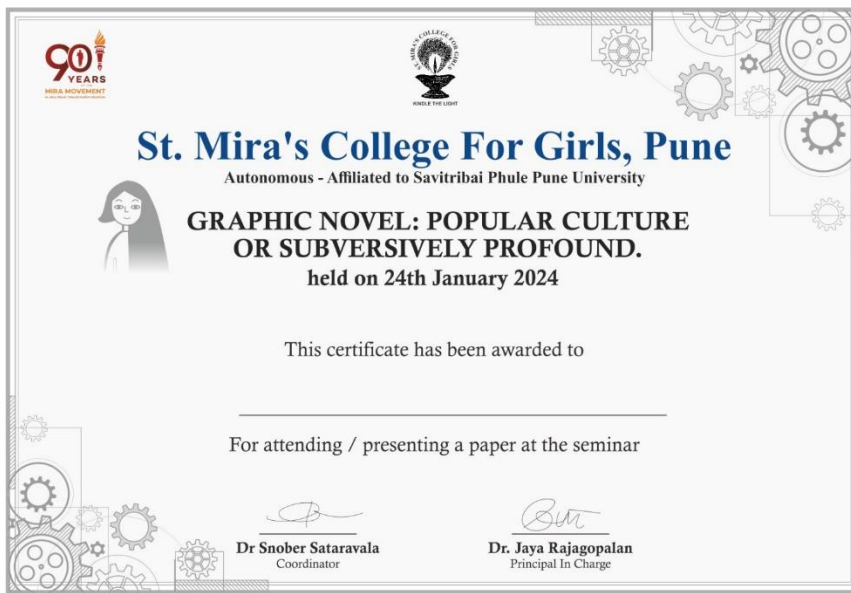 90
YEARS
OF THE
MIRA MOVEMENT
ST. MIRA'S COLLEGE FOR GIRLS
KINDLE THE LIGHT
St. Mira's College For Girls, Pune
Autonomous - Affiliated to Savitribai Phule Pune University
GRAPHIC NOVEL: POPULAR CULTURE
OR SUBVERSIVELY PROFOUND.
held on 24th January 2024
This certificate has been awarded to
For attending / presenting a paper at the seminar
Dr Snober Sataravala
Coordinator
Dr. Jaya Rajagopalan
Principal In Charge